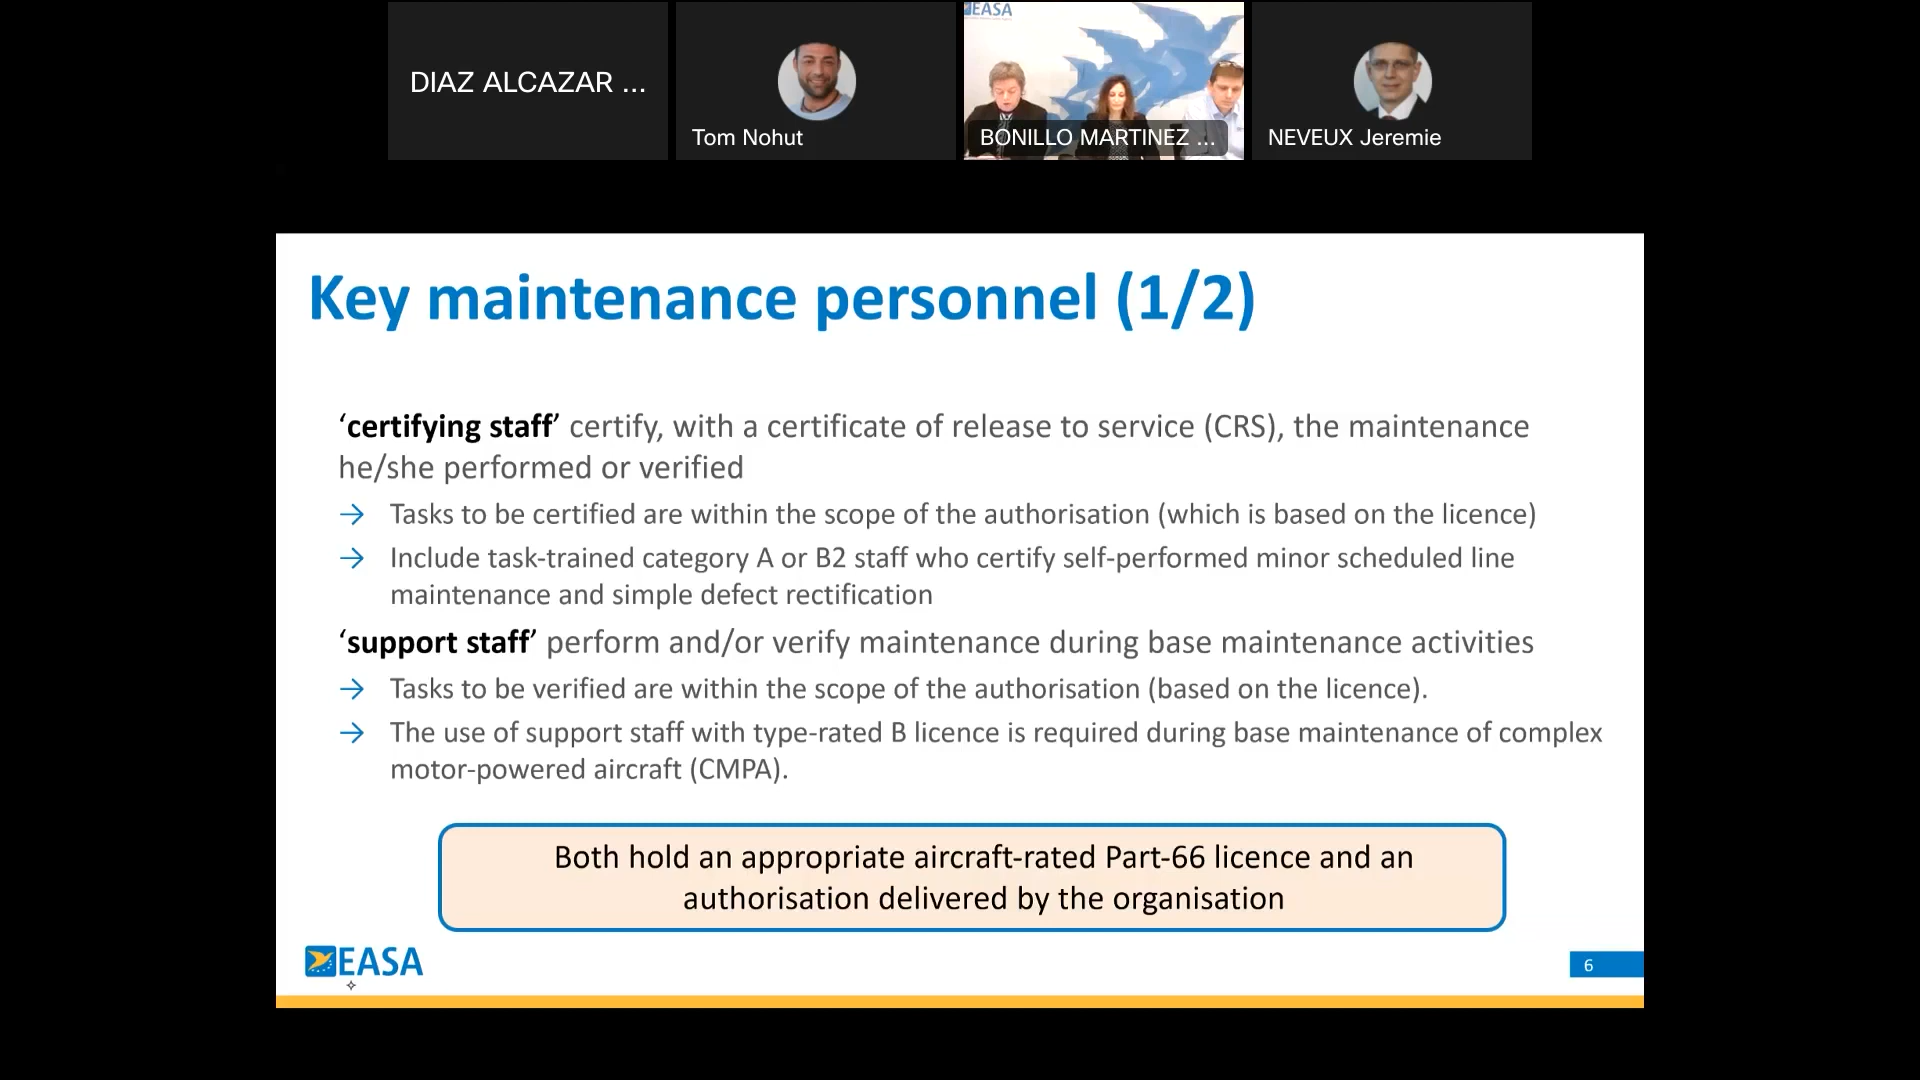 DIAZ ALCAZAR ...
Tom Nohut
EASA
BONILLO MARTINEZ ...
NEVEUX Jeremie
Key maintenance personnel (1/2)
‘certifying staff’ certify, with a certificate of release to service (CRS), the maintenance
he/she performed or verified
→ Tasks to be certified are within the scope of the authorisation (which is based on the licence)
→ Include task-trained category A or B2 staff who certify self-performed minor scheduled line
maintenance and simple defect rectification
‘support staff’ perform and/or verify maintenance during base maintenance activities
→ Tasks to be verified are within the scope of the authorisation (based on the licence).
→ The use of support staff with type-rated B licence is required during base maintenance of complex
motor-powered aircraft (CMPA).
Both hold an appropriate aircraft-rated Part-66 licence and an
authorisation delivered by the organisation
EASA
6